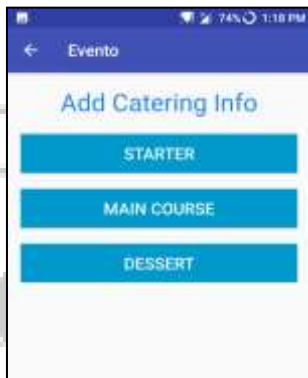 74% 1:18 PM
Evento
Add Catering Info
STARTER
MAIN COURSE
DESSERT